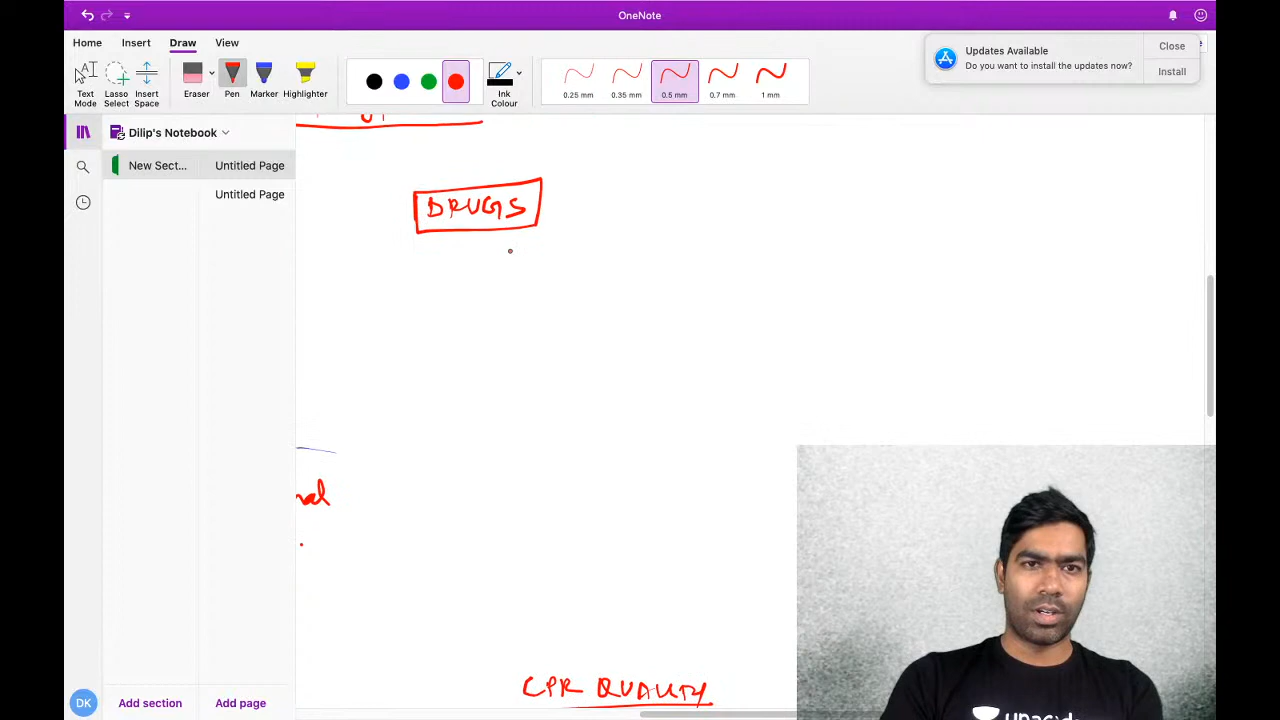 OneNote
Home Insert Draw View
Updates Available
Do you want to install the updates now?
Close
Install
Text Mode
Lasso Select
Insert Space
Eraser
Pen
Marker
Highlighter
Ink Colour
0.25 mm
0.35 mm
0.5 mm
0.7 mm
1 mm
Dilip's Notebook
New Sect...
Untitled Page
Untitled Page
DRUGS
CPR QUALITY
DK
Add section
Add page